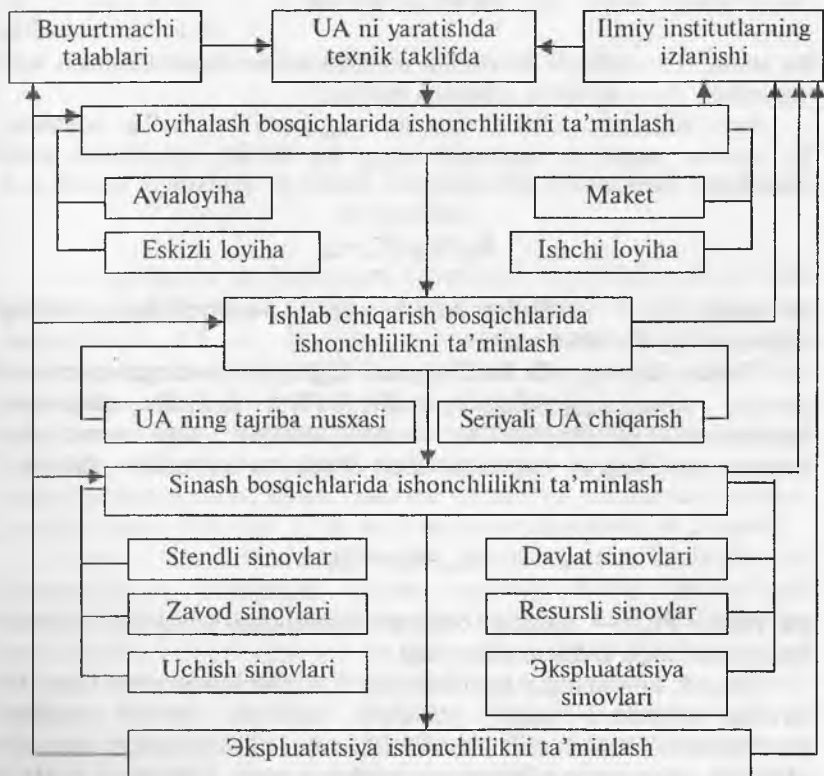 Buyurtmachi
talablari
UA ni yaratishda
texnik taklifda
Ilmiy institutlarning
izlanishi
Loyihalash bosqichlarida ishonchlilikni ta’minlash
Avialoyiha
Maket
Eskizli loyiha
Ishchi loyiha
Ishlab chiqarish bosqichlarida
ishonchlilikni ta’minlash
UA ning tajriba nusxasi
Seriyali UA chiqarish
Sinash bosqichlarida ishonchlilikni ta’minlash
Stendli sinovlar
Davlat sinovlari
Zavod sinovlari
Resursli sinovlar
Uchish sinovlari
Эkspluatatsiya
sinovlari
Эkspluatatsiya ishonchlilikni ta’minlash